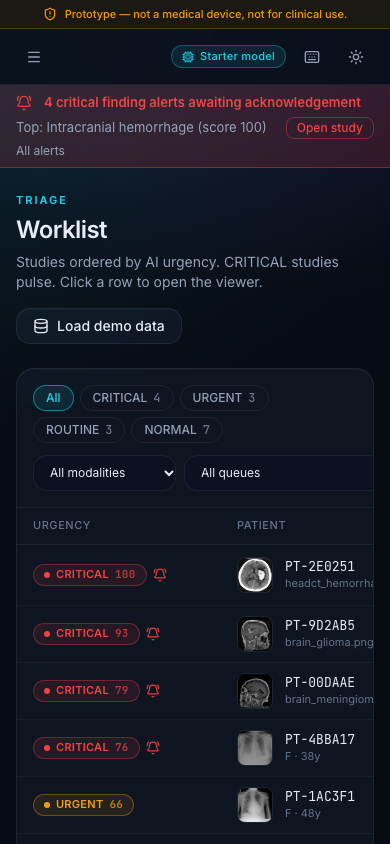 Prototype — not a medical device, not for clinical use.
Starter model
4 critical finding alerts awaiting acknowledgement
Top: Intracranial hemorrhage (score 100)
Open study
All alerts
TRIAGE
Worklist
Studies ordered by AI urgency. CRITICAL studies
pulse. Click a row to open the viewer.
Load demo data
All CRITICAL 4 URGENT 3
ROUTINE 3 NORMAL 7
All modalities All queues
URGENCY PATIENT
CRITICAL 100 PT-2E0251
headct_hemorrha
CRITICAL 93 PT-9D2AB5
brain_glioma.png
CRITICAL 79 PT-00DAAE
brain_meningiom
CRITICAL 76 PT-4BBA17
F · 38y
URGENT 66 PT-1AC3F1
F · 48y